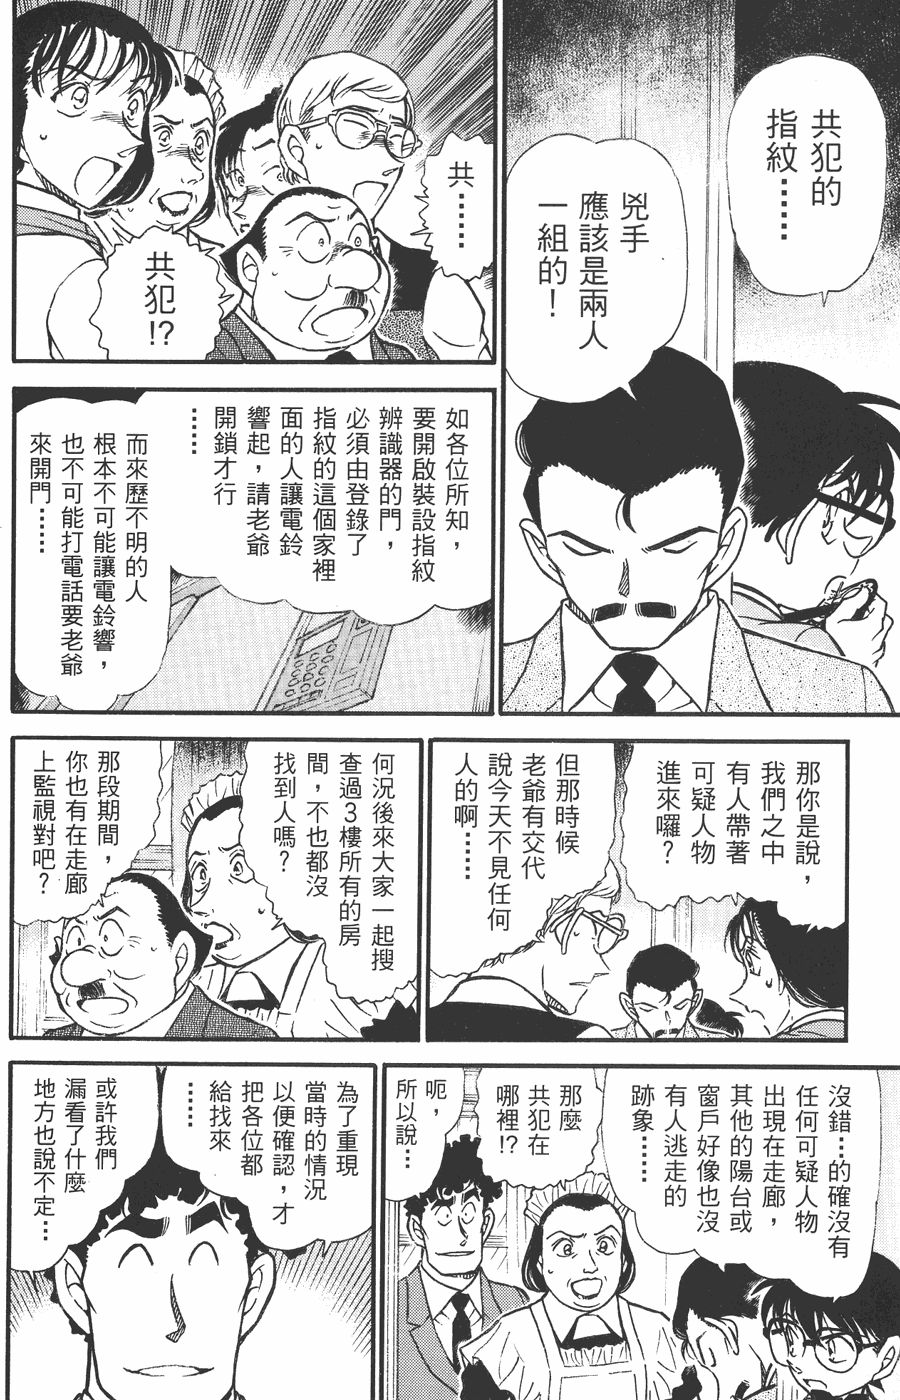 共犯的
指紋……
兇手
應該是兩人
一組的！
共……
共犯!?
如各位所知，
要開啟裝設指紋
辨識器的門，
必須由登錄了
指紋的這個家裡
面的人讓電鈴
響起，請老爺
開鎖才行
……
而來歷不明的人
根本不可能讓電鈴響，
也不可能打電話要老爺
來開門……
那你是說，
我們之中
有人帶著
可疑人物
進來囉？
但那時候
老爺有交代
說今天不見任何
人的啊……
何況後來大家一起搜
查過3樓所有的房
間，不也都沒
找到人嗎？
那段期間，
你也有在走廊
上監視對吧？
沒錯…的確沒有
任何可疑人物
出現在走廊，
其他的陽台或
窗戶好像也沒
有人逃走的
跡象……
那麼
共犯在
哪裡!?
呃，
所以說…
為了重現
當時的情況
以便確認，才
把各位都
給找來
……
或許我們
漏看了什麼
地方也說不定…